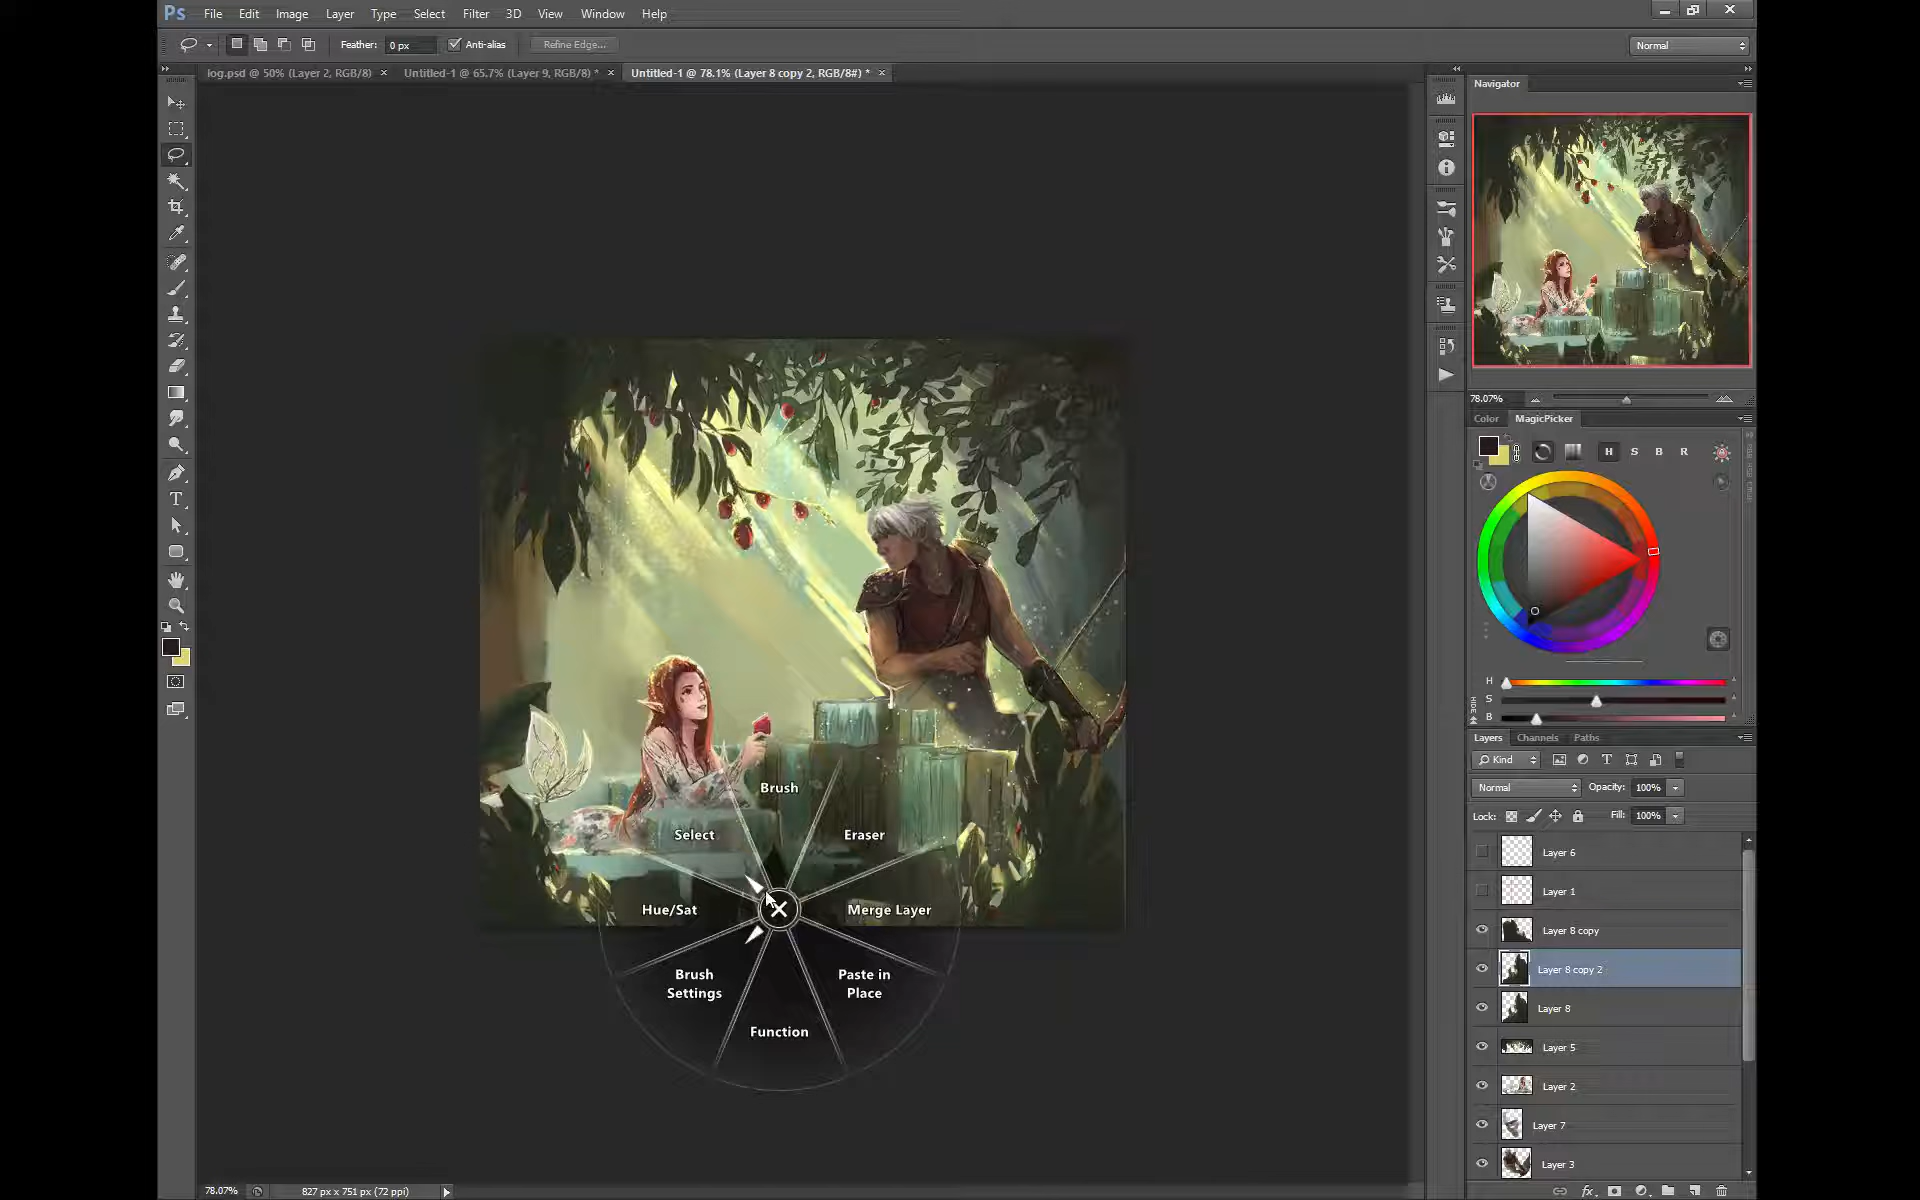 Ps File Edit Image Layer Type Select Filter 3D View Window Help
Feather: 0 px Anti-alias Refine Edge... Normal
log.psd @ 50% (Layer 2, RGB/8) × Untitled-1 @ 65.7% (Layer 9, RGB/8) * × Untitled-1 @ 78.1% (Layer 8 copy 2, RGB/8#) * ×
Navigator
78.07%
Color MagicPicker
H S B R
H
S
B
HIDE
Layers Channels Paths
Kind
Normal Opacity: 100%
Lock: Fill: 100%
Layer 6
Layer 1
Layer 8 copy
Layer 8 copy 2
Layer 8
Layer 5
Layer 2
Layer 7
Layer 3
Brush
Select
Eraser
Hue/Sat
Merge Layer
Brush
Settings
Paste in
Place
Function
78.07% 827 px x 751 px (72 ppi)
fx